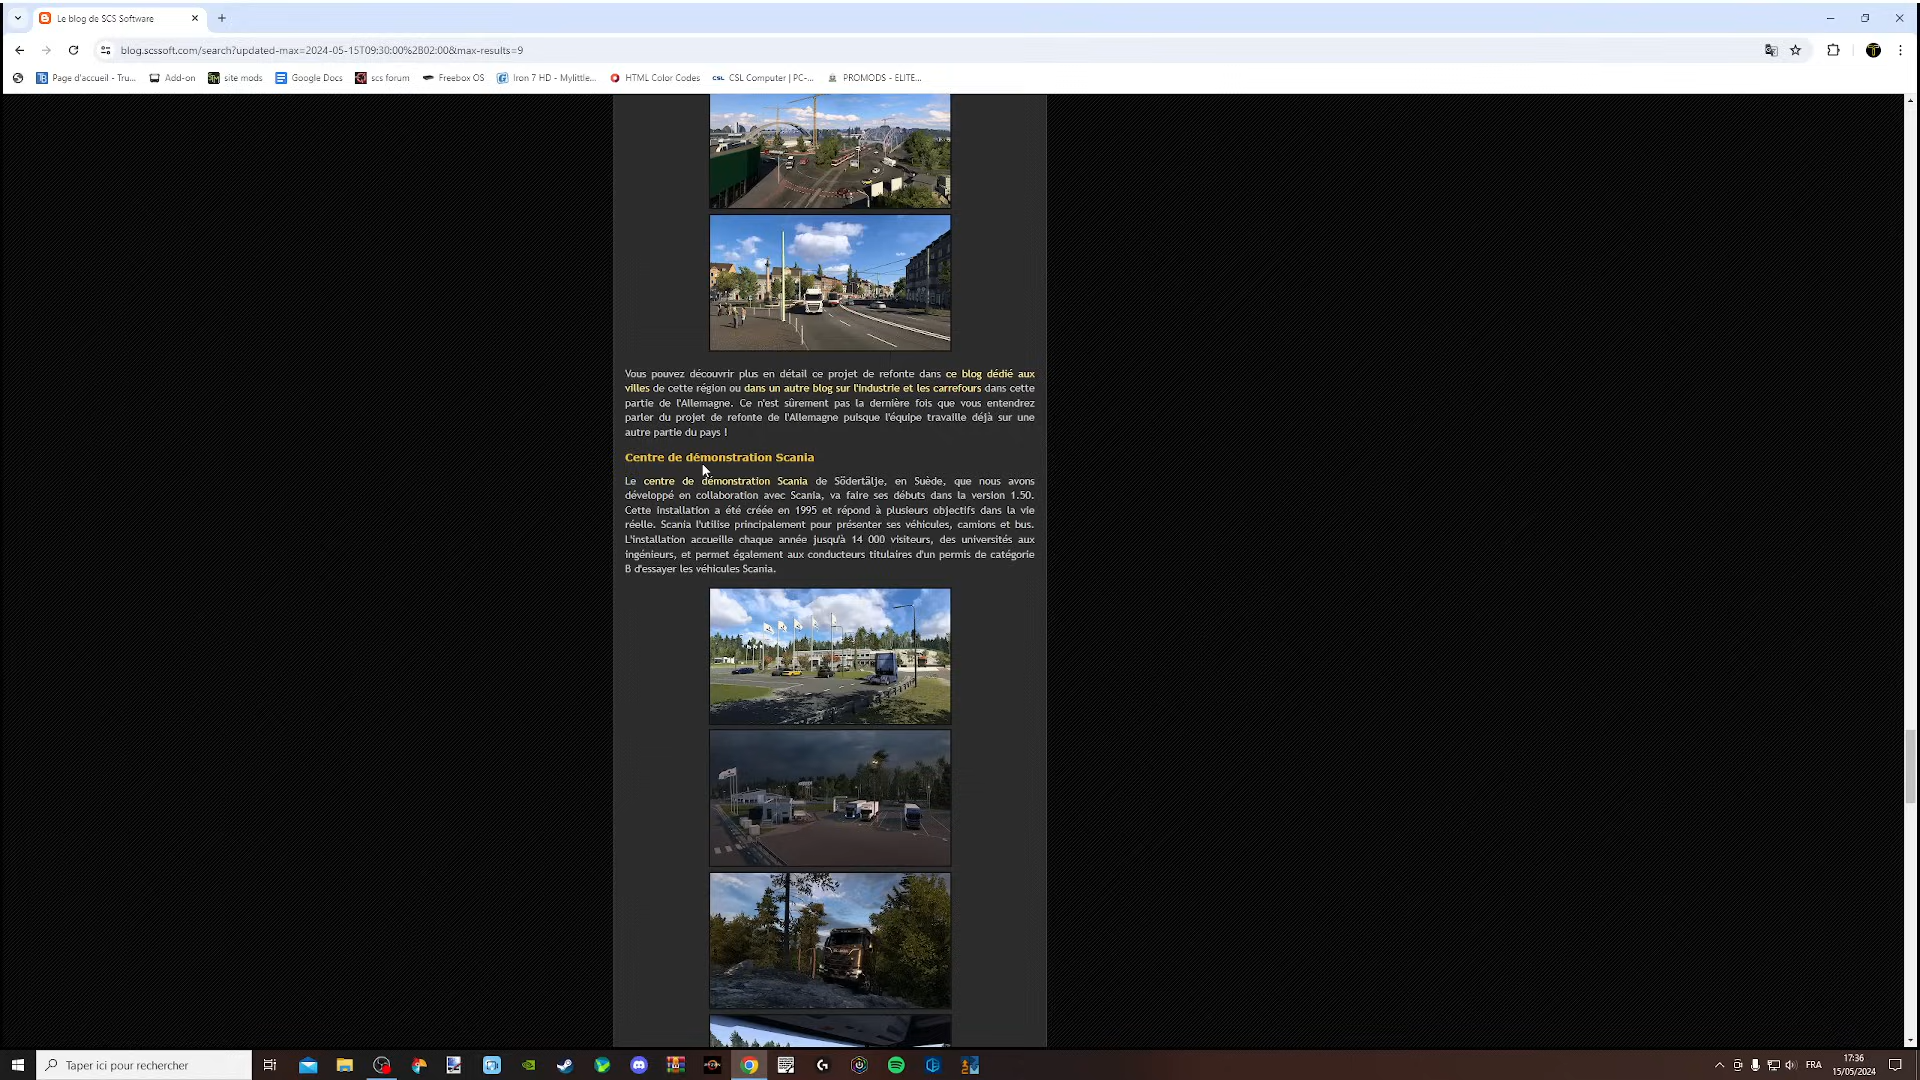 Le blog de SCS Software
blog.scssoft.com/search?updated-max=2024-05-15T09:30:00%2B02:00&max-results=9
Page d'accueil - Tru... Add-on site mods Google Docs scs forum Freebox OS Iron 7 HD - Mylittle... HTML Color Codes CSL Computer | PC-... PROMODS - ELITE...
Vous pouvez découvrir plus en détail ce projet de refonte dans ce blog dédié aux
villes de cette région ou dans un autre blog sur l'industrie et les carrefours dans cette
partie de l'Allemagne. Ce n'est sûrement pas la dernière fois que vous entendrez
parler du projet de refonte de l'Allemagne puisque l'équipe travaille déjà sur une
autre partie du pays !
Centre de démonstration Scania
Le centre de démonstration Scania de Södertälje, en Suède, que nous avons
développé en collaboration avec Scania, va faire ses débuts dans la version 1.50.
Cette installation a été créée en 1995 et répond à plusieurs objectifs dans la vie
réelle. Scania l'utilise principalement pour présenter ses véhicules, camions et bus.
L'installation accueille chaque année jusqu'à 14 000 visiteurs, des universités aux
ingénieurs, et permet également aux conducteurs titulaires d'un permis de catégorie
B d'essayer les véhicules Scania.
Taper ici pour rechercher
FRA
17:36
15/05/2024